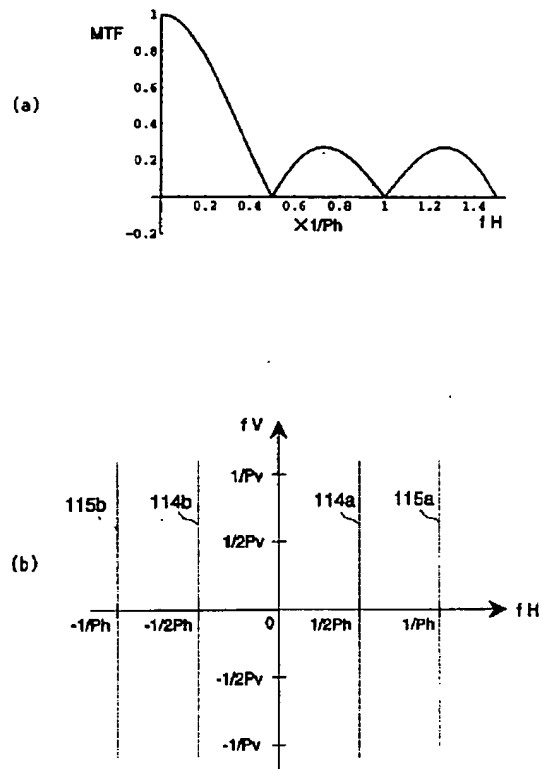 (a)
MTF
1
0.8
0.6
0.4
0.2
-0.2
0.2 0.4 0.6 0.8 1 1.2 1.4
×1/Ph
f H
(b)
f V
1/Pv
1/2Pv
115b
114b
114a
115a
-1/Ph
-1/2Ph
0
1/2Ph
1/Ph
f H
-1/2Pv
-1/Pv